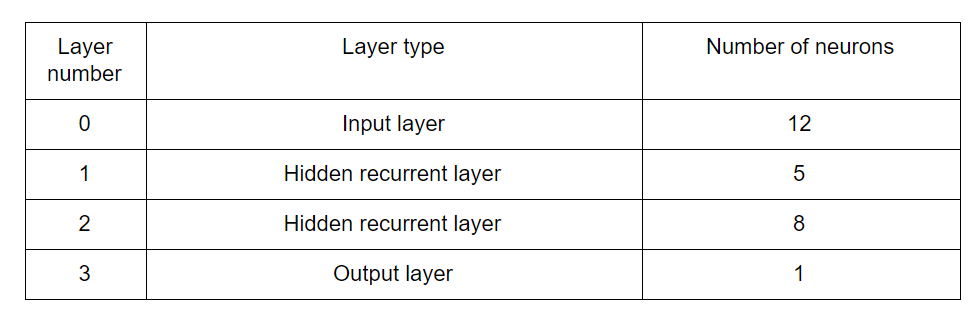 Layer number Layer type Number of neurons
0 Input layer 12
1 Hidden recurrent layer 5
2 Hidden recurrent layer 8
3 Output layer 1